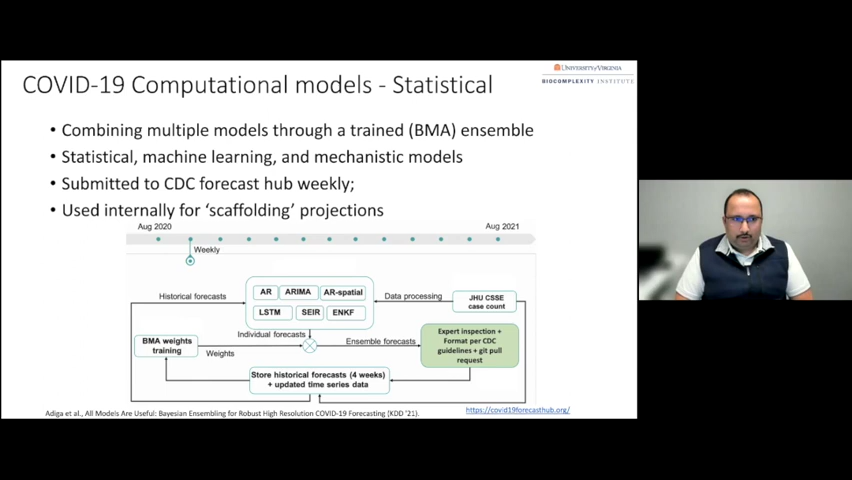 COVID-19 Computational models - Statistical
UNIVERSITY of VIRGINIA
BIOCOMPLEXITY INSTITUTE
• Combining multiple models through a trained (BMA) ensemble
• Statistical, machine learning, and mechanistic models
• Submitted to CDC forecast hub weekly;
• Used internally for ‘scaffolding’ projections
Aug 2020
Aug 2021
Weekly
Historical forecasts
AR
ARIMA
AR-spatial
LSTM
SEIR
ENKF
Data processing
JHU CSSE
case count
BMA weights
training
Weights
Individual forecasts
Ensemble forecasts
Expert inspection +
Format per CDC
guidelines + git pull
request
Store historical forecasts (4 weeks)
+ updated time series data
Adiga et al., All Models Are Useful: Bayesian Ensembling for Robust High Resolution COVID-19 Forecasting (KDD '21).
https://covid19forecasthub.org/